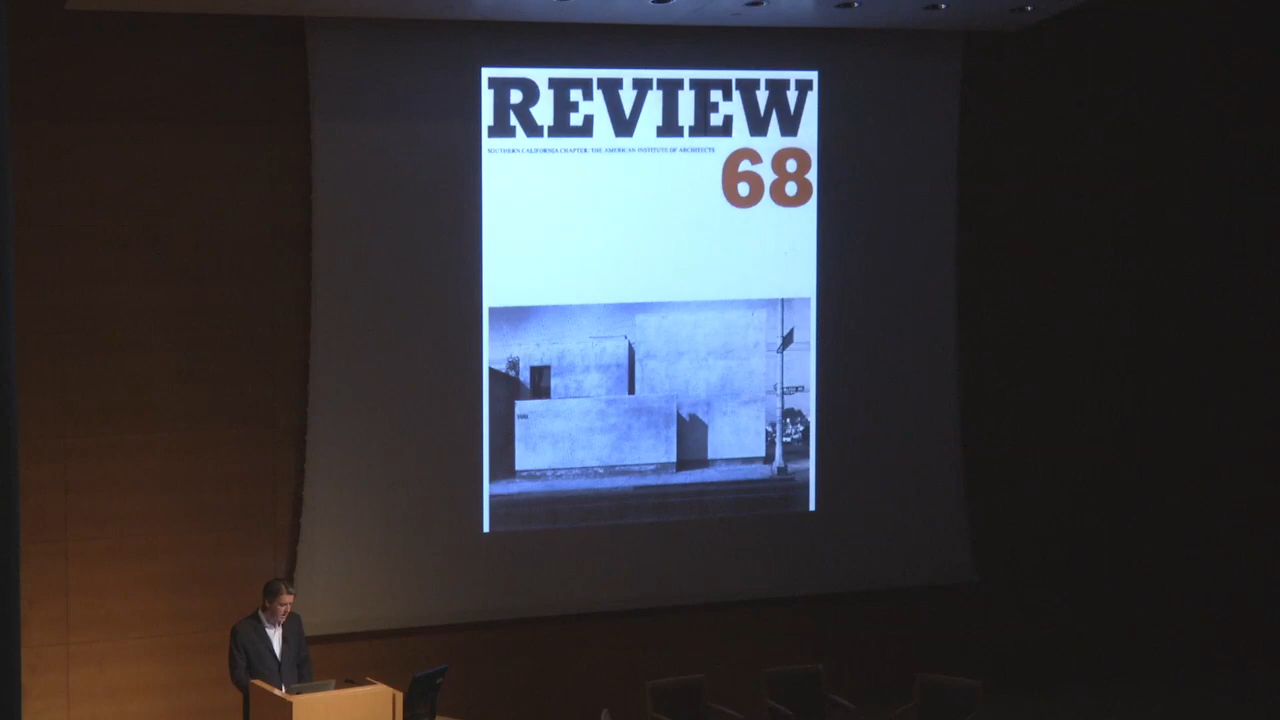 REVIEW
SOUTHERN CALIFORNIA CHAPTER/THE AMERICAN INSTITUTE OF ARCHITECTS
68